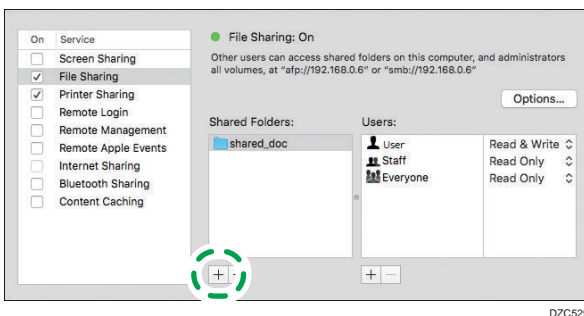 On Service
Screen Sharing
File Sharing
Printer Sharing
Remote Login
Remote Management
Remote Apple Events
Internet Sharing
Bluetooth Sharing
Content Caching
File Sharing: On
Other users can access shared folders on this computer, and administrators
all volumes, at “afp://192.168.0.6” or “smb://192.168.0.6”
Options...
Shared Folders:
shared_doc
+ -
Users:
User Read & Write
Staff Read Only
Everyone Read Only
+ -
DZC52